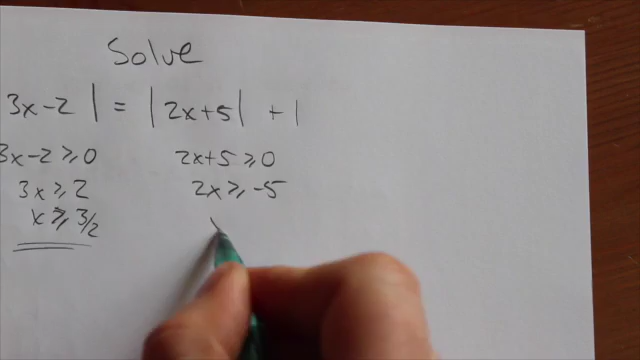 Solve
3x-2 | = | 2x+5 | + 1
3x-2 ≥ 0 2x+5 ≥ 0
3x ≥ 2 2x ≥ -5
x ≥ 3/2